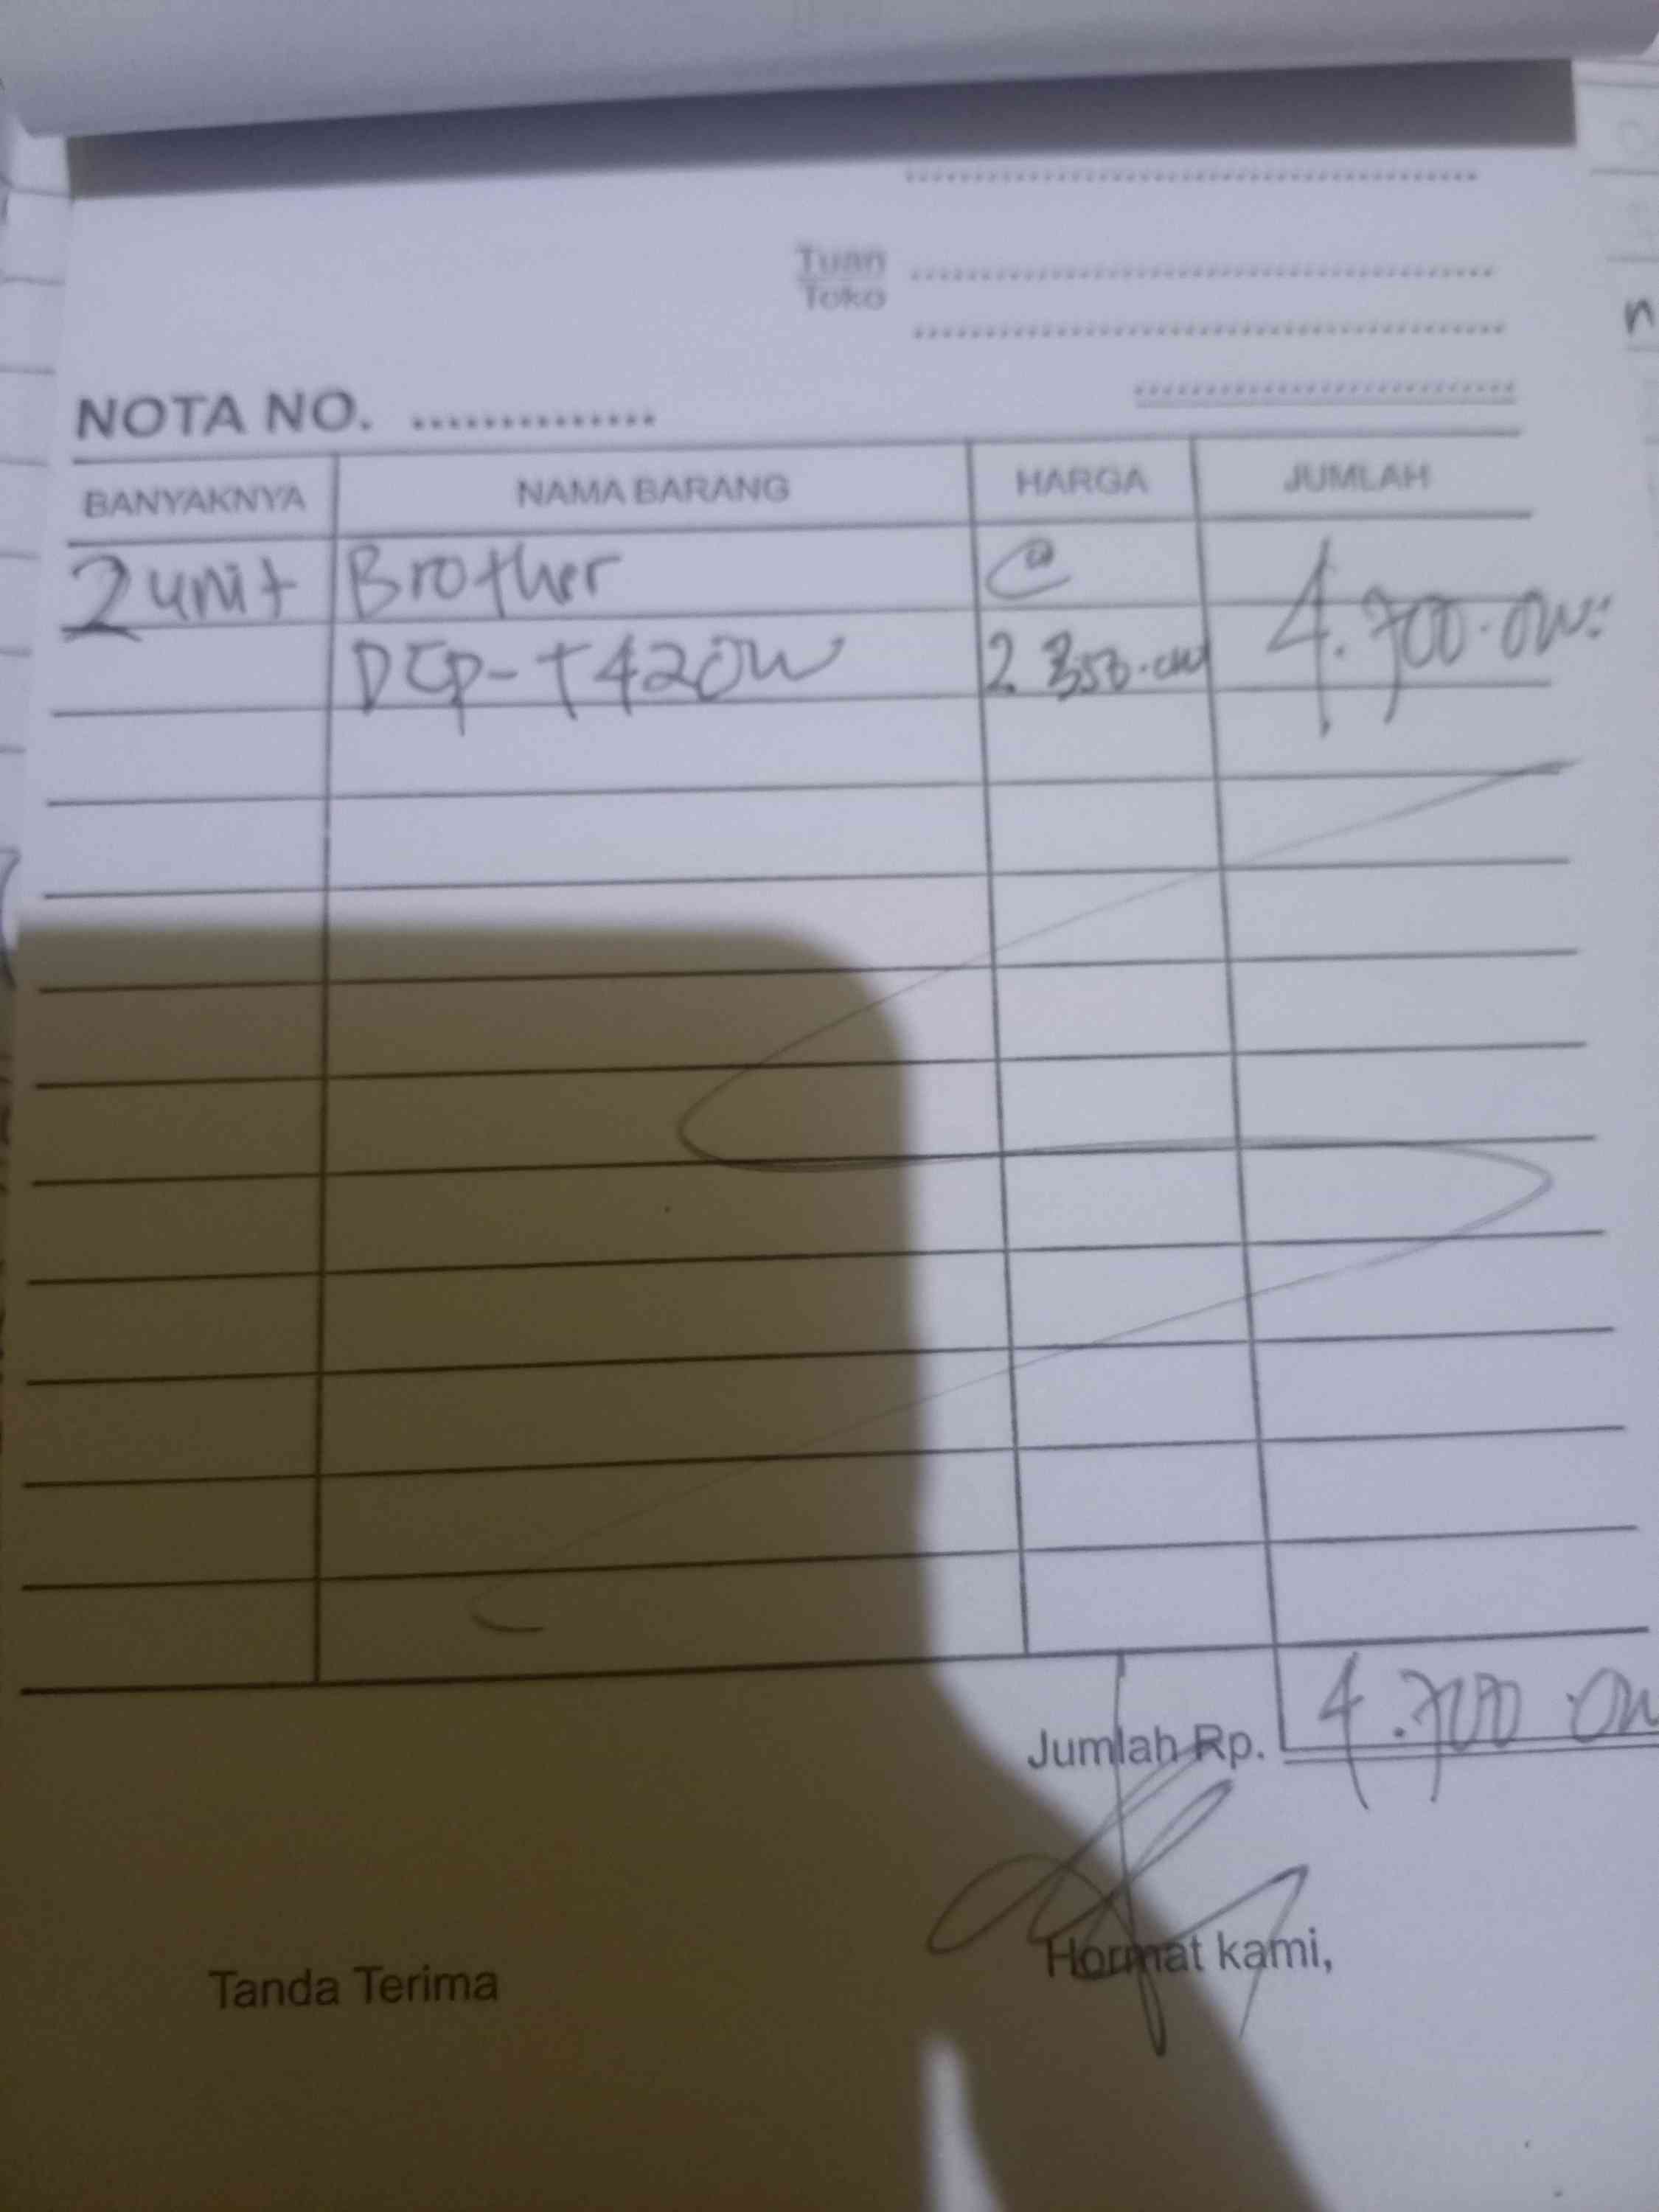 Tuan
Toko
NOTA NO. ..............
BANYAKNYA NAMA BARANG HARGA JUMLAH
2 unit Brother @ 4.700.000
DCP-T420W 2.350.000
Jumlah Rp. 4.700.000
Tanda Terima Hormat kami,